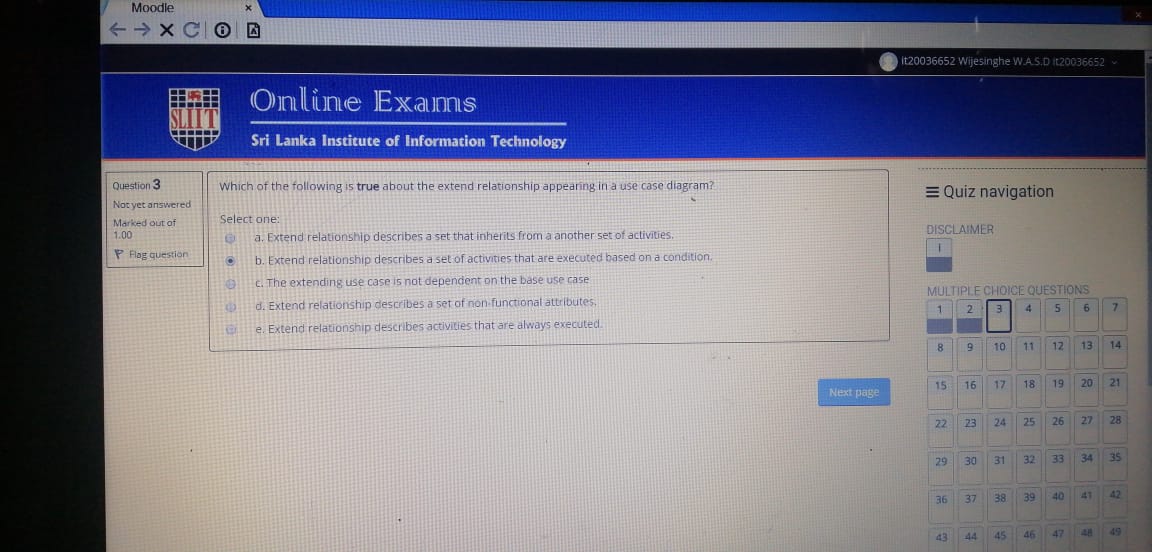 Moodle
it20036652 Wijesinghe W.A.S.D it20036652
SLIIT
Online Exams
Sri Lanka Institute of Information Technology
Question 3
Not yet answered
Marked out of
1.00
Flag question
Which of the following is true about the extend relationship appearing in a use case diagram?
Select one:
a. Extend relationship describes a set that inherits from a another set of activities.
b. Extend relationship describes a set of activities that are executed based on a condition.
c. The extending use case is not dependent on the base use case
d. Extend relationship describes a set of non-functional attributes.
e. Extend relationship describes activities that are always executed.
Next page
Quiz navigation
DISCLAIMER
i
MULTIPLE CHOICE QUESTIONS
1 2 3 4 5 6 7
8 9 10 11 12 13 14
15 16 17 18 19 20 21
22 23 24 25 26 27 28
29 30 31 32 33 34 35
36 37 38 39 40 41 42
43 44 45 46 47 48 49